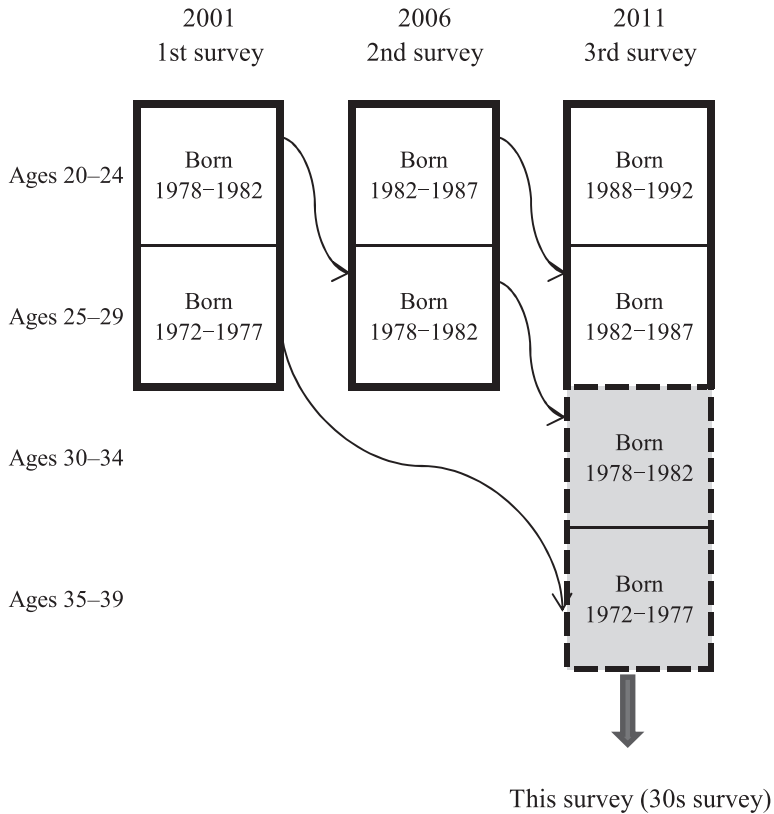 2001
1st survey
2006
2nd survey
2011
3rd survey
Ages 20–24
Born
1978–1982
Born
1982–1987
Born
1988–1992
Ages 25–29
Born
1972–1977
Born
1978–1982
Born
1982–1987
Ages 30–34
Born
1978–1982
Ages 35–39
Born
1972–1977
This survey (30s survey)